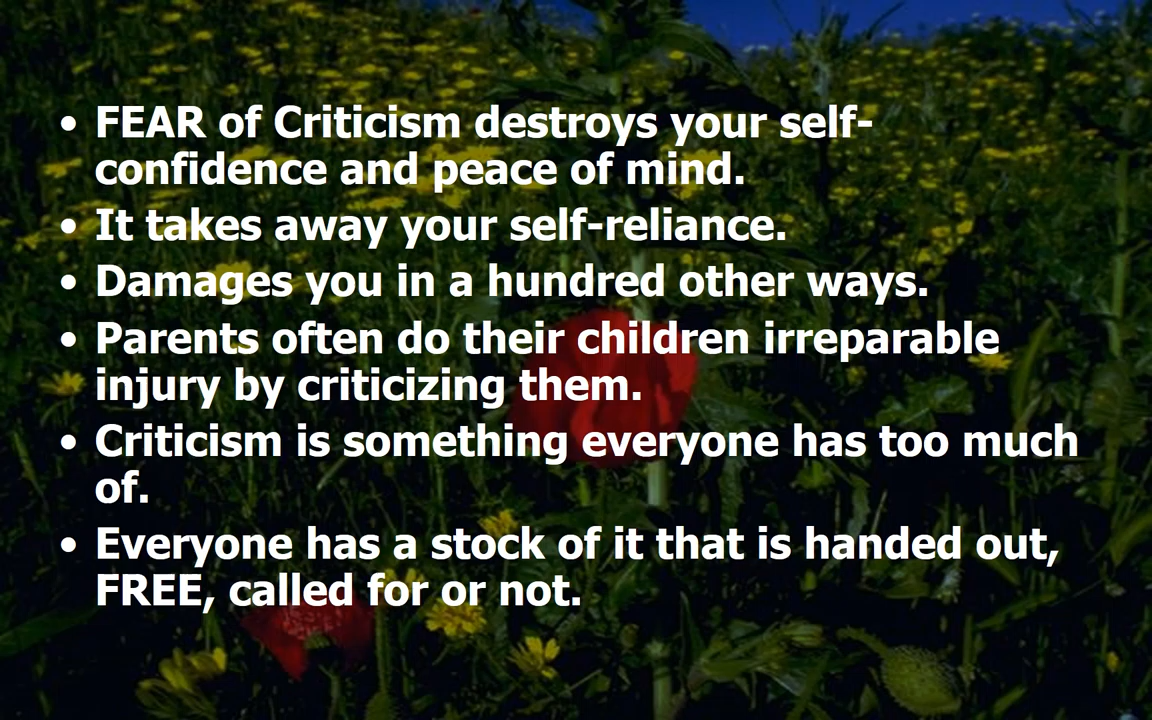 • FEAR of Criticism destroys your self-
confidence and peace of mind.
• It takes away your self-reliance.
• Damages you in a hundred other ways.
• Parents often do their children irreparable
injury by criticizing them.
• Criticism is something everyone has too much
of.
• Everyone has a stock of it that is handed out,
FREE, called for or not.